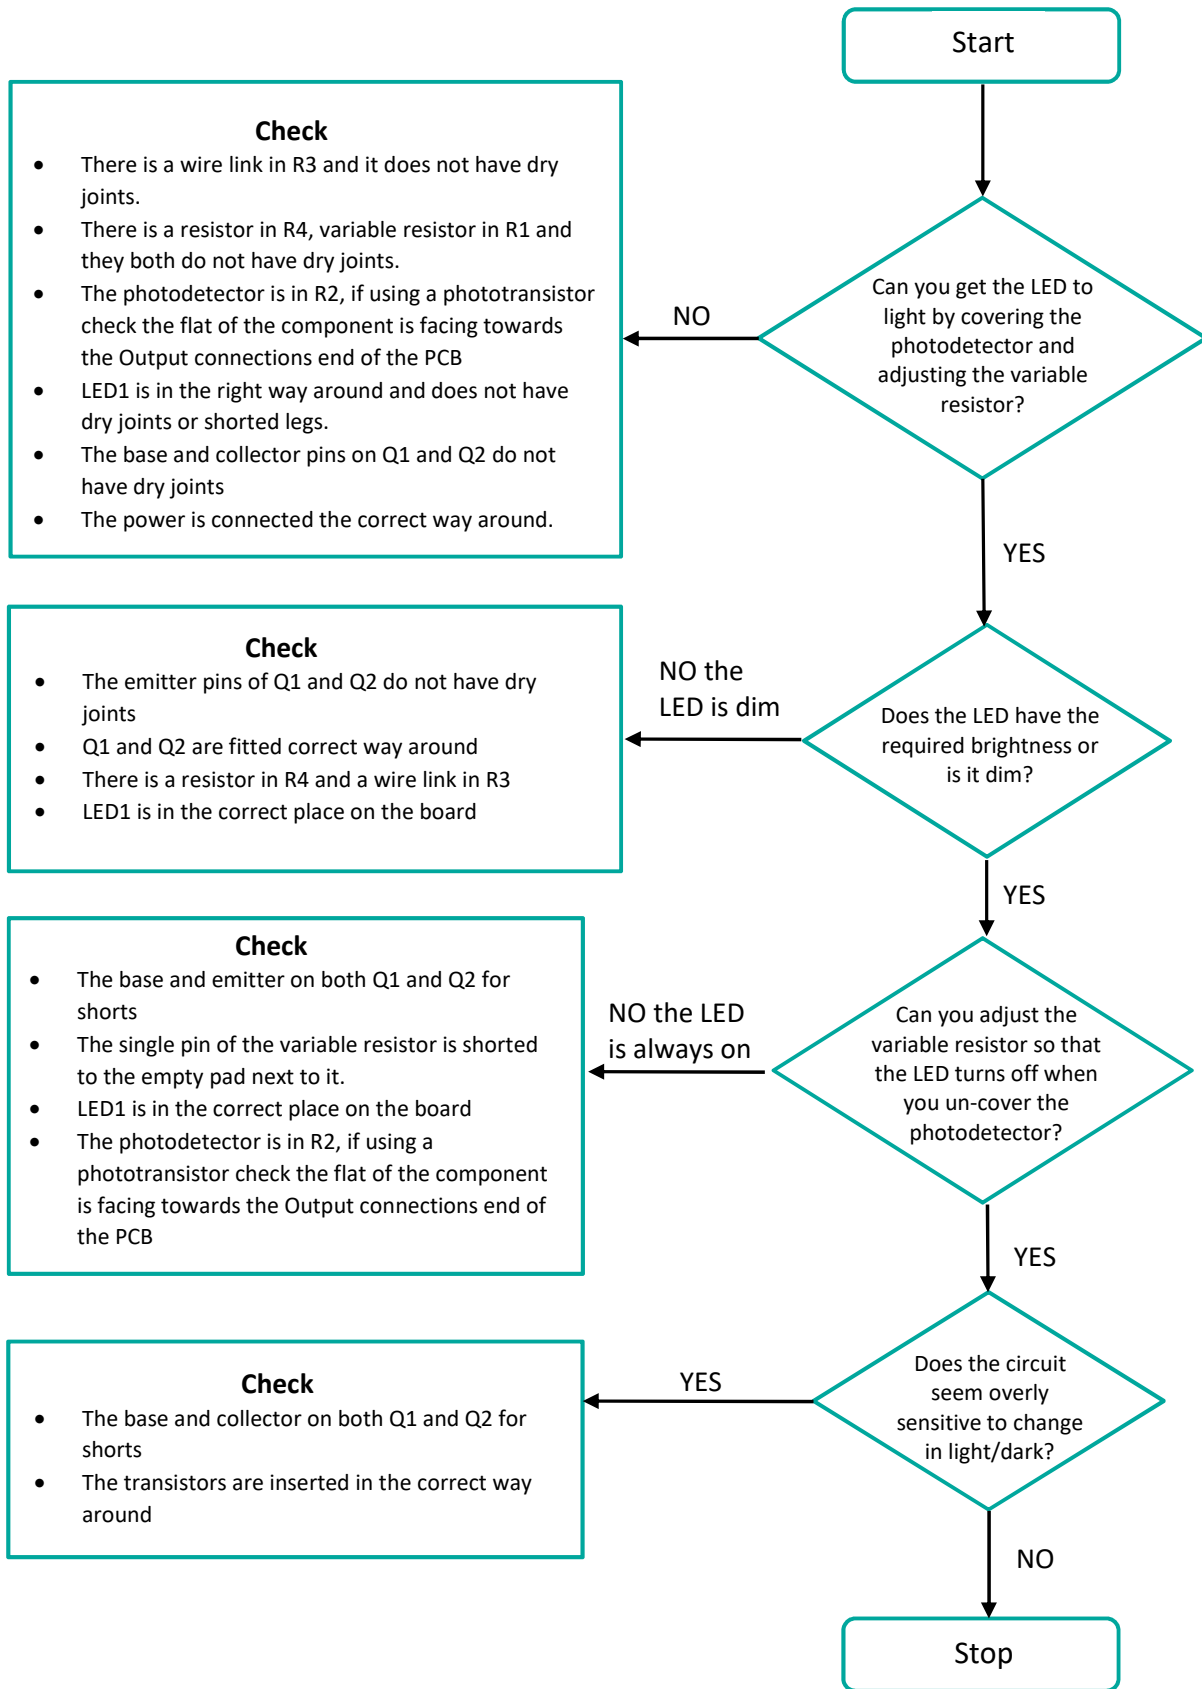 Start
Can you get the LED to
light by covering the
photodetector and
adjusting the variable
resistor?
NO
Check
• There is a wire link in R3 and it does not have dry
joints.
• There is a resistor in R4, variable resistor in R1 and
they both do not have dry joints.
• The photodetector is in R2, if using a phototransistor
check the flat of the component is facing towards
the Output connections end of the PCB
• LED1 is in the right way around and does not have
dry joints or shorted legs.
• The base and collector pins on Q1 and Q2 do not
have dry joints
• The power is connected the correct way around.
YES
Does the LED have the
required brightness or
is it dim?
NO the
LED is dim
Check
• The emitter pins of Q1 and Q2 do not have dry
joints
• Q1 and Q2 are fitted correct way around
• There is a resistor in R4 and a wire link in R3
• LED1 is in the correct place on the board
YES
Can you adjust the
variable resistor so that
the LED turns off when
you un-cover the
photodetector?
NO the LED
is always on
Check
• The base and emitter on both Q1 and Q2 for
shorts
• The single pin of the variable resistor is shorted
to the empty pad next to it.
• LED1 is in the correct place on the board
• The photodetector is in R2, if using a
phototransistor check the flat of the component
is facing towards the Output connections end of
the PCB
YES
Does the circuit
seem overly
sensitive to change
in light/dark?
YES
Check
• The base and collector on both Q1 and Q2 for
shorts
• The transistors are inserted in the correct way
around
NO
Stop